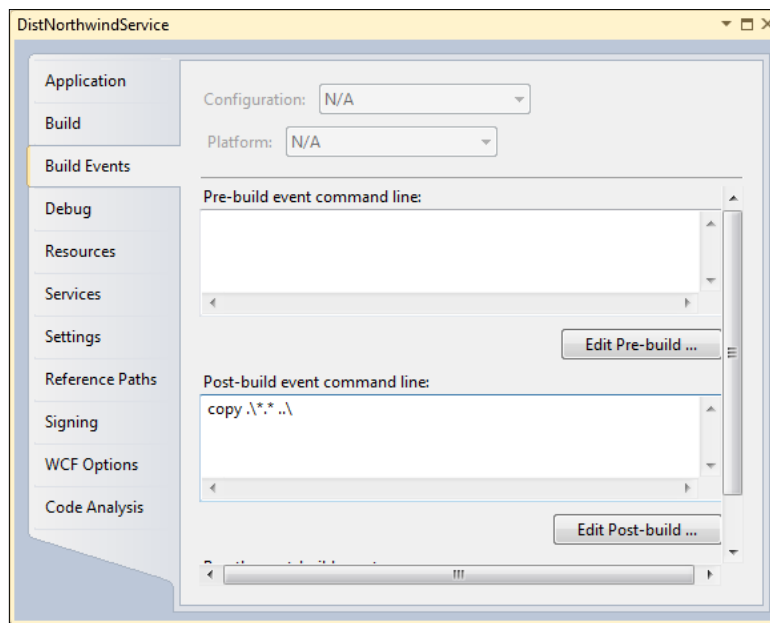 DistNorthwindService
Application
Build
Build Events
Debug
Resources
Services
Settings
Reference Paths
Signing
WCF Options
Code Analysis
Configuration: N/A
Platform: N/A
Pre-build event command line:
Edit Pre-build ...
Post-build event command line:
copy .\*.* ..\
Edit Post-build ...